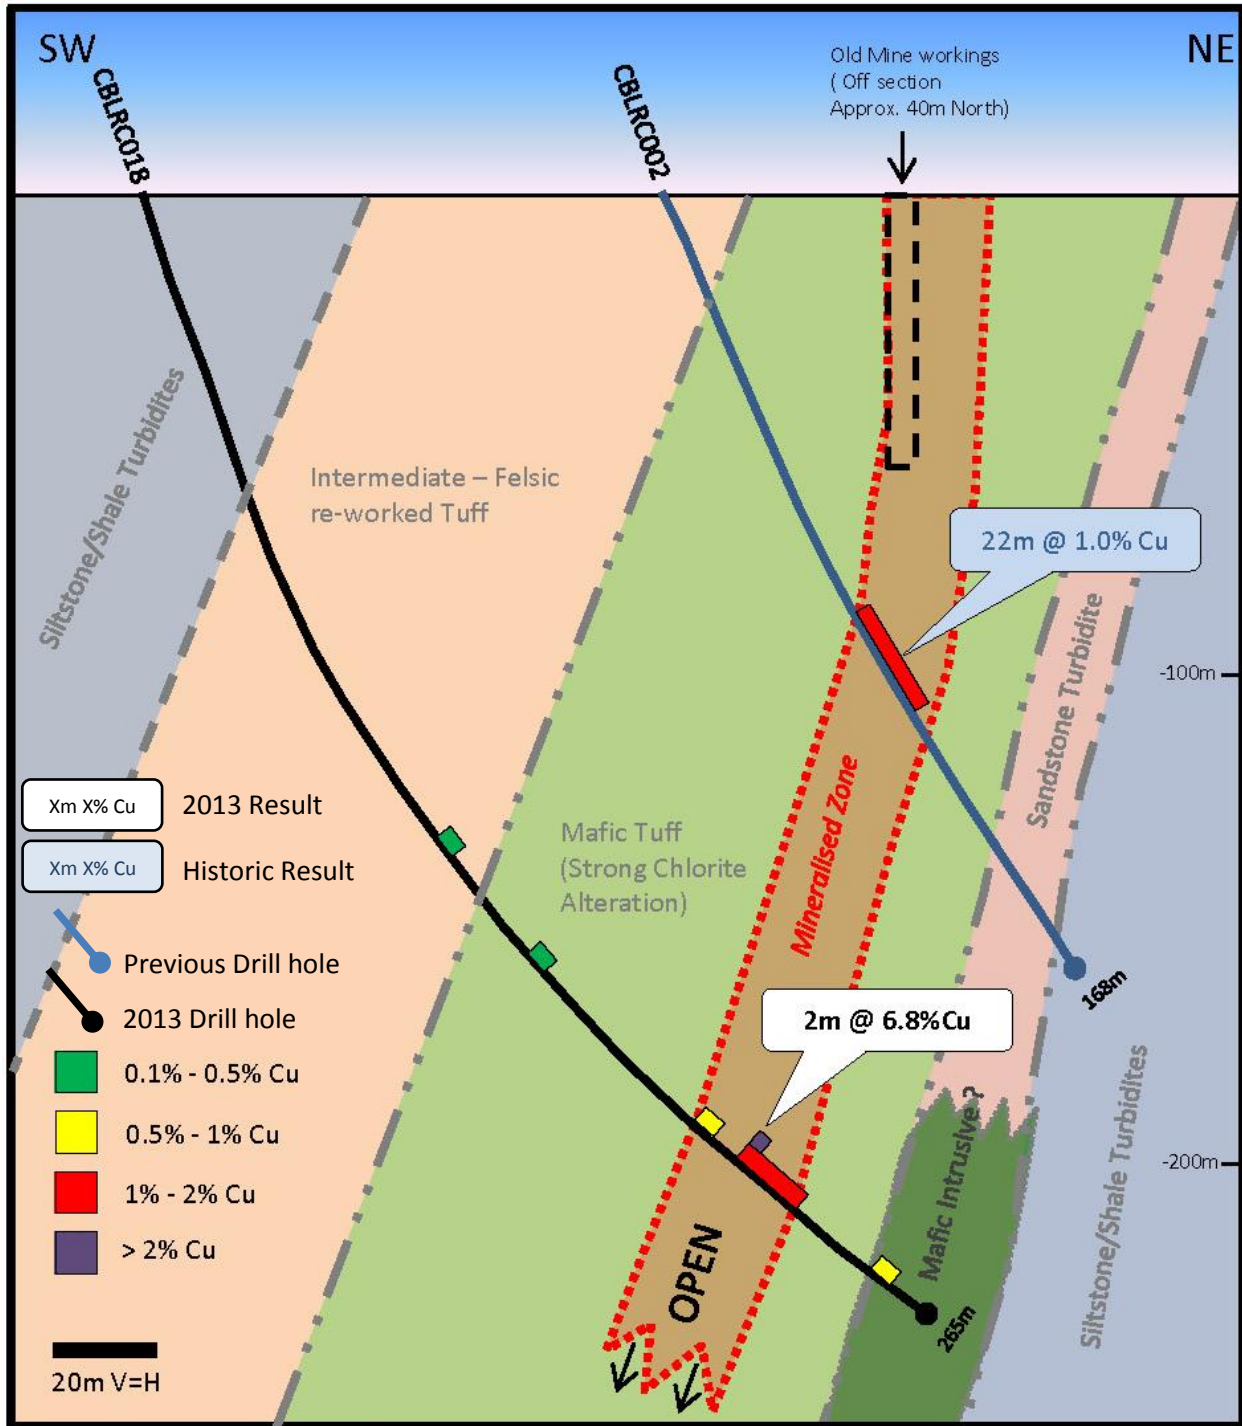 SW
NE
CBLRC018
CBLRC002
Old Mine workings
( Off section
Approx. 40m North)
Siltstone/Shale Turbidites
Intermediate – Felsic
re-worked Tuff
22m @ 1.0% Cu
Sandstone Turbidite
-100m
Mineralised Zone
Mafic Tuff
(Strong Chlorite
Alteration)
Xm X% Cu 2013 Result
Xm X% Cu Historic Result
Previous Drill hole
2013 Drill hole
0.1% - 0.5% Cu
0.5% - 1% Cu
1% - 2% Cu
> 2% Cu
20m V=H
168m
2m @ 6.8%Cu
-200m
Mafic Intrusive ?
Siltstone/Shale Turbidites
OPEN
265m